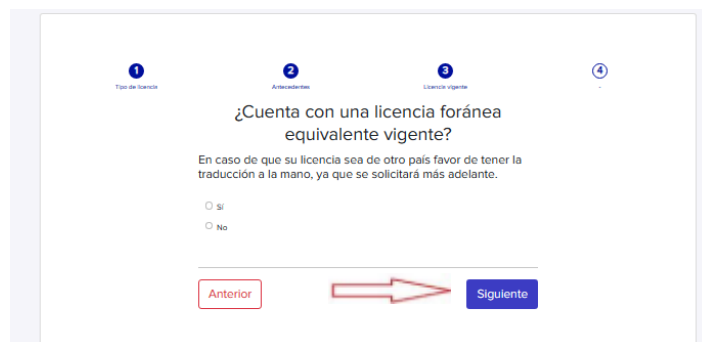 1
2
3
4
Tipo de licencia
Antecedentes
Licencia vigente
-
¿Cuenta con una licencia foránea
equivalente vigente?
En caso de que su licencia sea de otro país favor de tener la
traducción a la mano, ya que se solicitará más adelante.
Sí
No
Anterior
Siguiente